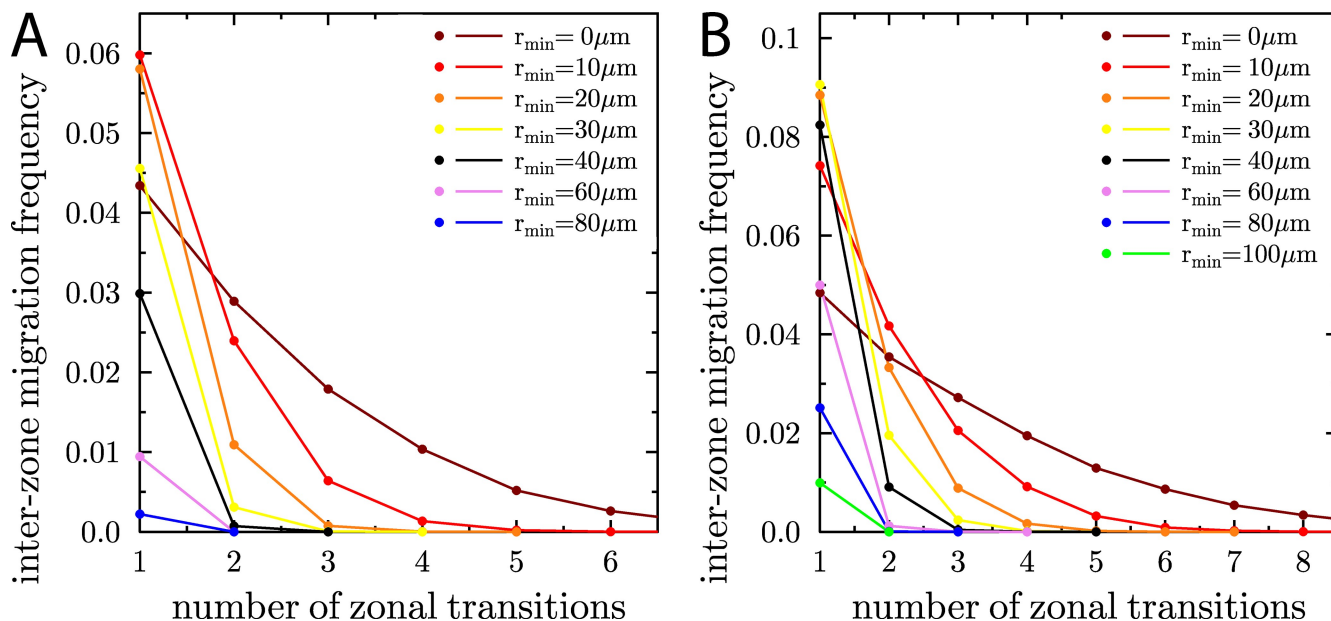 A
inter-zone migration frequency
0.06
0.05
0.04
0.03
0.02
0.01
0.0
rmin= 0μm
rmin=10μm
rmin=20μm
rmin=30μm
rmin=40μm
rmin=60μm
rmin=80μm
1 2 3 4 5 6
number of zonal transitions
B
inter-zone migration frequency
0.1
0.08
0.06
0.04
0.02
0.0
rmin= 0μm
rmin= 10μm
rmin= 20μm
rmin= 30μm
rmin= 40μm
rmin= 60μm
rmin= 80μm
rmin=100μm
1 2 3 4 5 6 7 8
number of zonal transitions